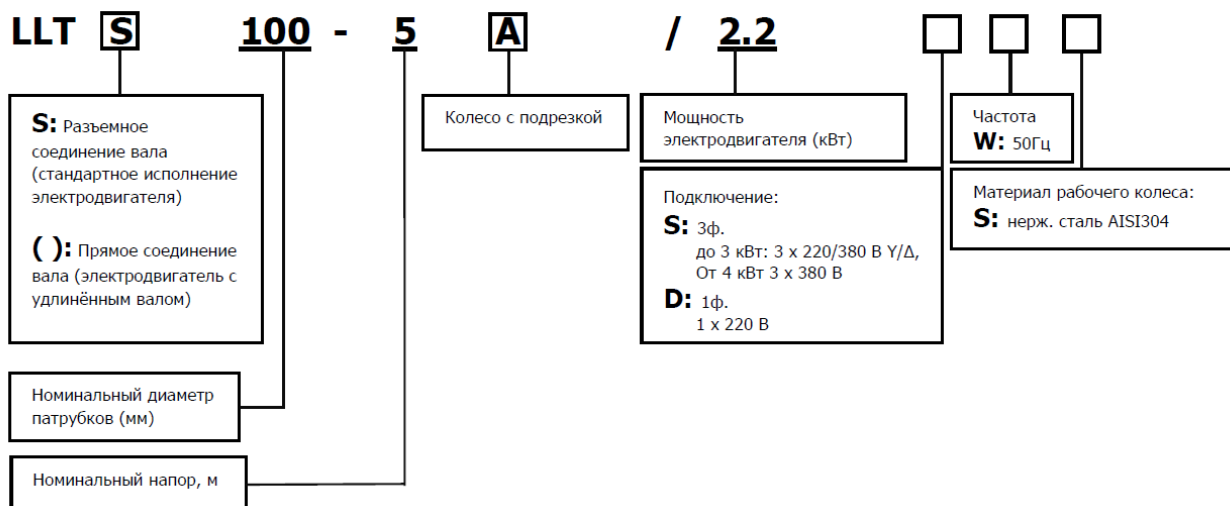 LLT S 100 - 5 A / 2.2
S: Разъемное
соединение вала
(стандартное исполнение
электродвигателя)
( ): Прямое соединение
вала (электродвигатель с
удлинённым валом)
Номинальный диаметр
патрубков (мм)
Номинальный напор, м
Колесо с подрезкой
Мощность
электродвигателя (кВт)
Подключение:
S: 3ф.
до 3 кВт: 3 x 220/380 В Y/Δ,
От 4 кВт 3 x 380 В
D: 1ф.
1 x 220 В
Частота
W: 50Гц
Материал рабочего колеса:
S: нерж. сталь AISI304